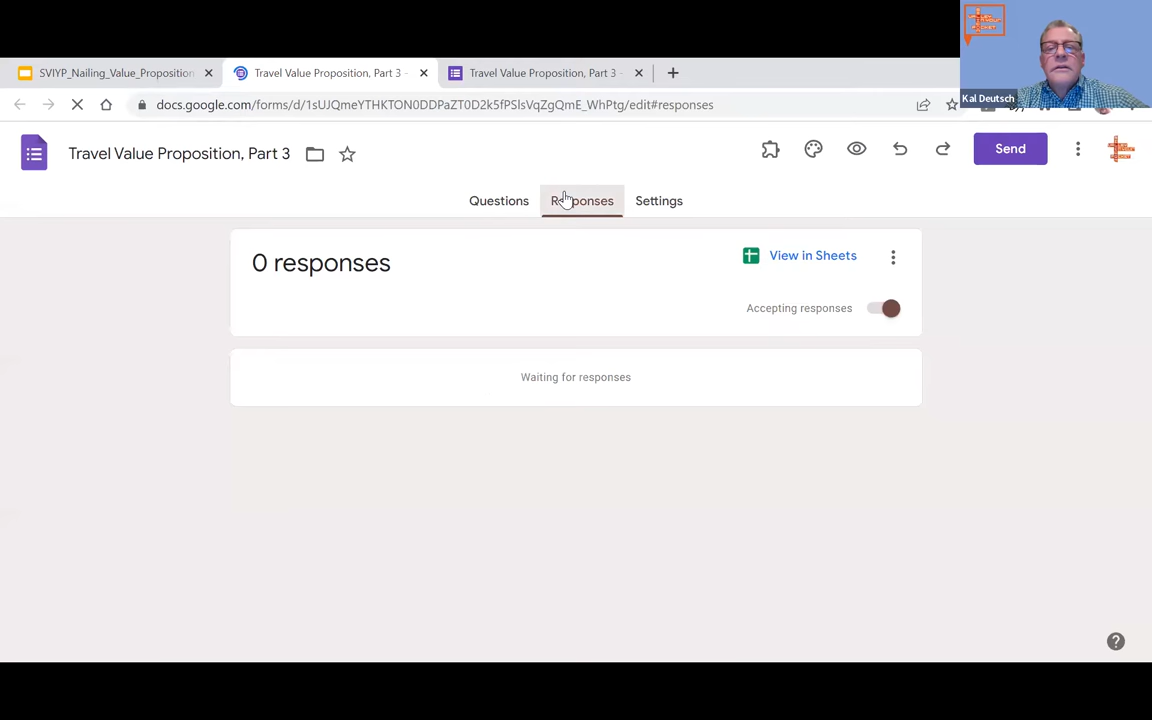 SVIYP_Nailing_Value_Proposition
Travel Value Proposition, Part 3 -
Travel Value Proposition, Part 3 -
docs.google.com/forms/d/1sUJQmeYTHKTON0DDPaZT0D2k5fPSlsVqZgQmE_WhPtg/edit#responses
Kal Deutsch
Travel Value Proposition, Part 3
Send
Questions
Responses
Settings
0 responses
View in Sheets
Accepting responses
Waiting for responses